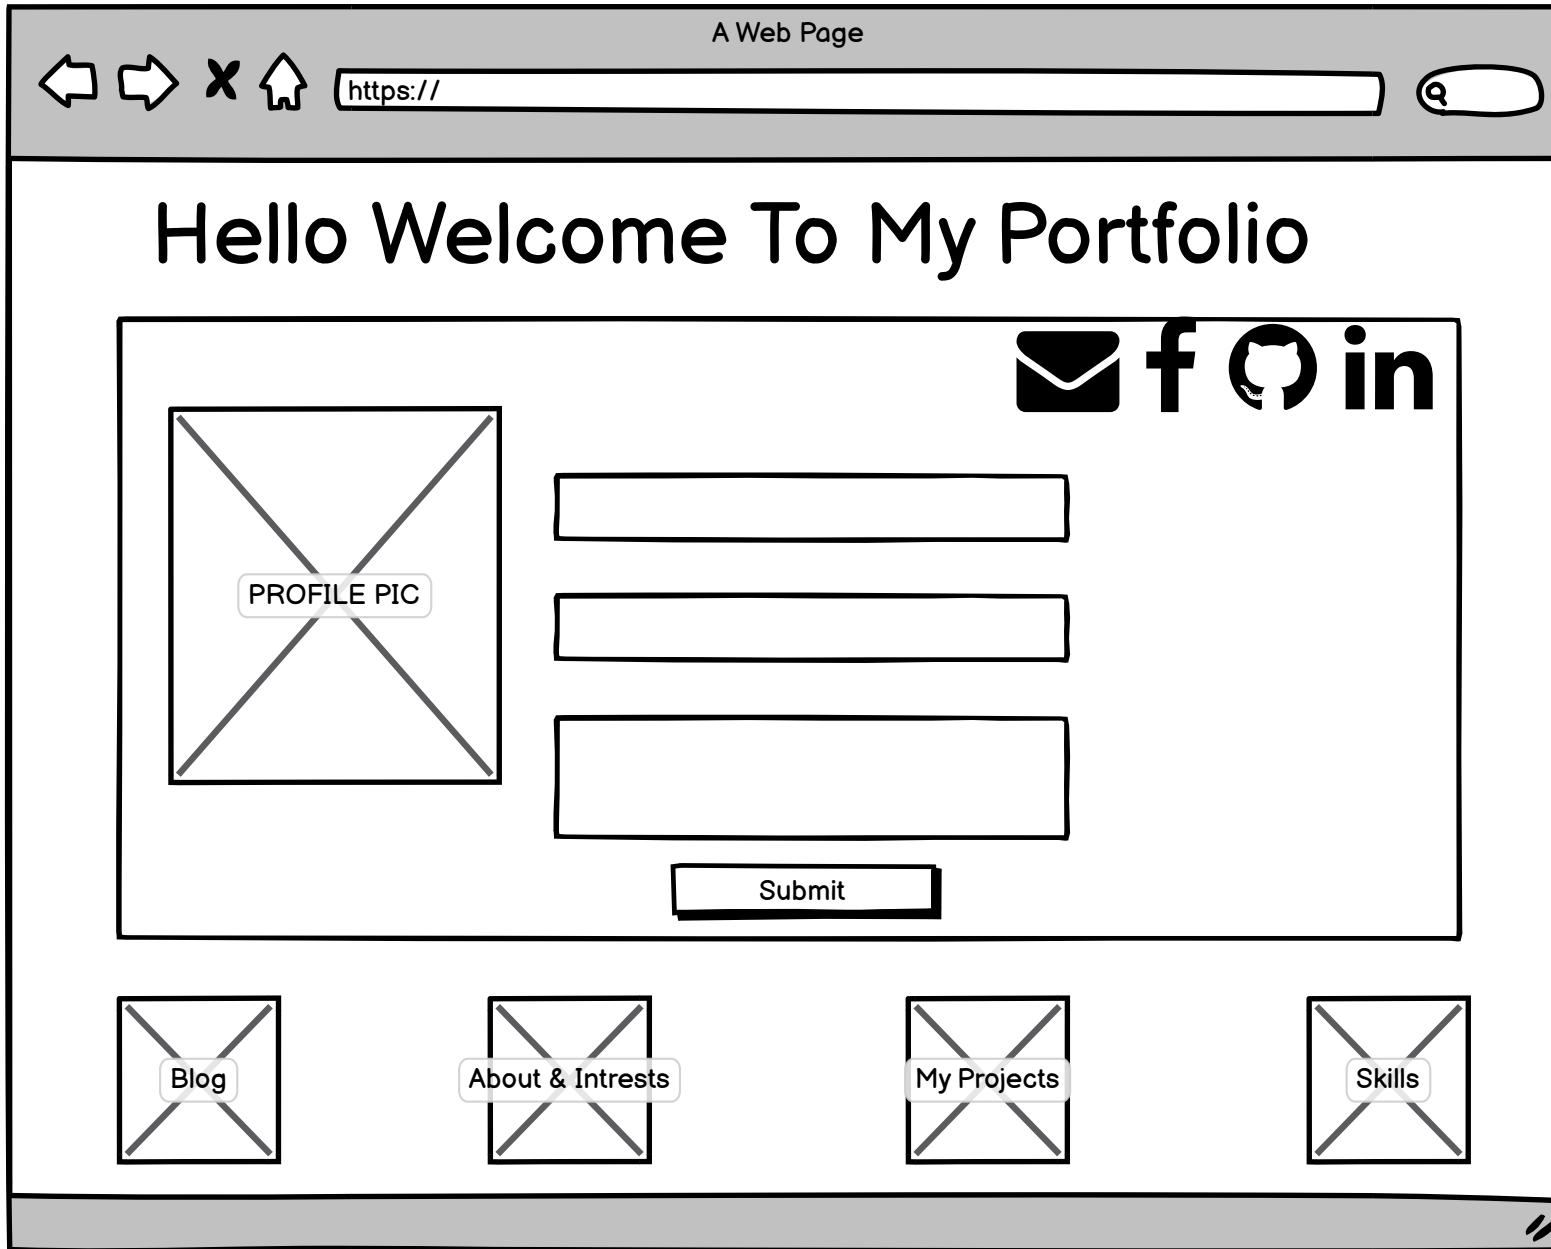 A Web Page
https://
Hello Welcome To My Portfolio
PROFILE PIC
Submit
Blog
About & Intrests
My Projects
Skills